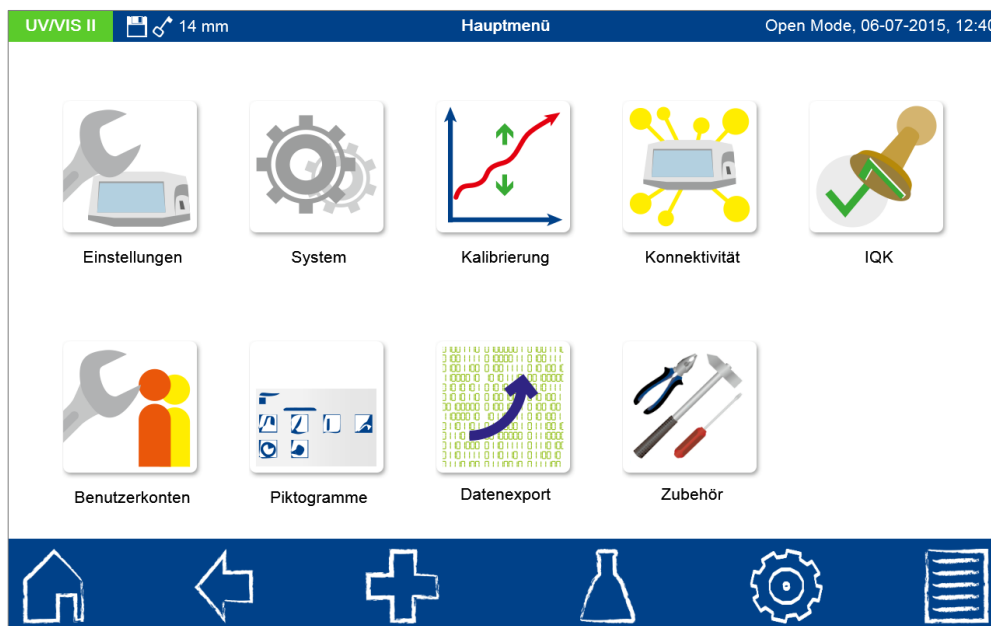 UV/VIS II 14 mm Hauptmenü Open Mode, 06-07-2015, 12:40
Einstellungen System Kalibrierung Konnektivität IQK
Benutzerkonten Piktogramme Datenexport Zubehör